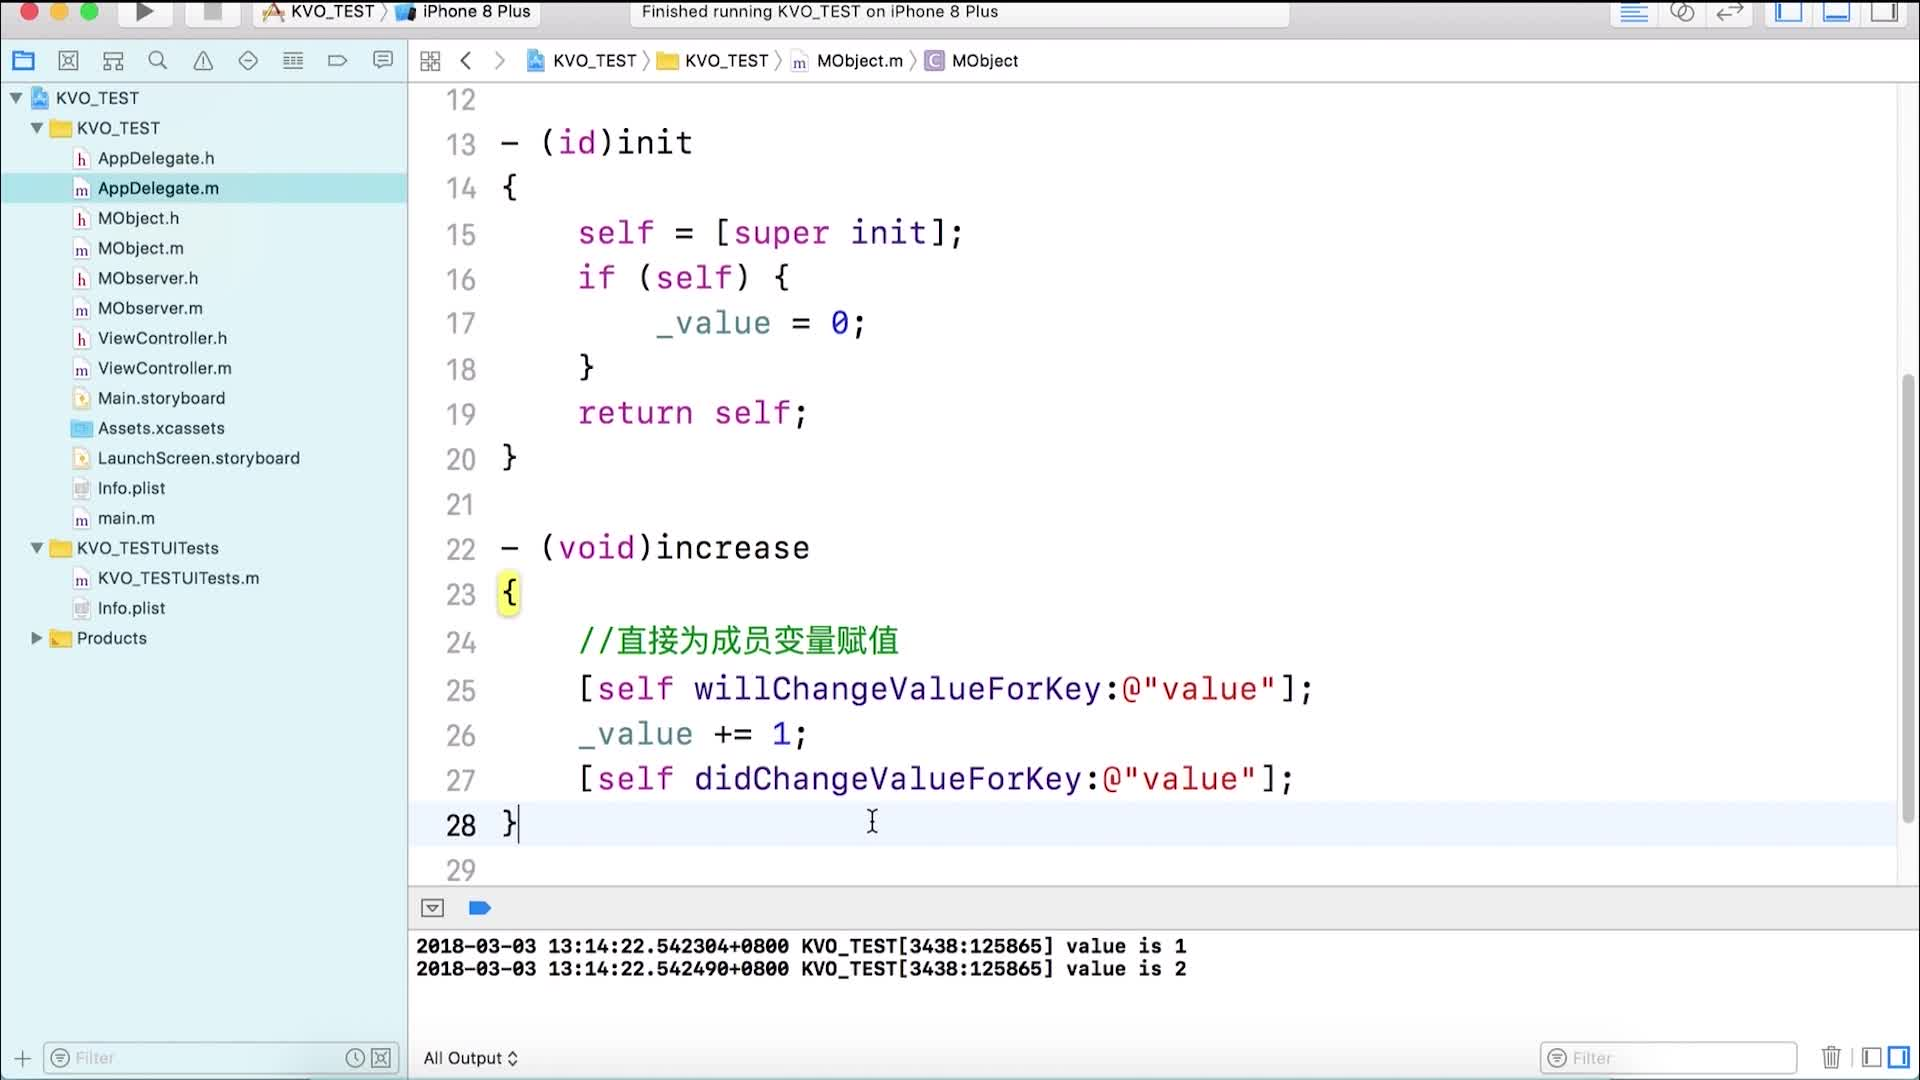 KVO_TEST 〉 iPhone 8 Plus
Finished running KVO_TEST on iPhone 8 Plus
KVO_TEST 〉 KVO_TEST 〉 MObject.m 〉 C MObject
KVO_TEST
KVO_TEST
h AppDelegate.h
m AppDelegate.m
h MObject.h
m MObject.m
h MObserver.h
m MObserver.m
h ViewController.h
m ViewController.m
Main.storyboard
Assets.xcassets
LaunchScreen.storyboard
Info.plist
m main.m
KVO_TESTUITests
m KVO_TESTUITests.m
Info.plist
Products
Filter
12
13 - (id)init
14 {
15 self = [super init];
16 if (self) {
17 _value = 0;
18 }
19 return self;
20 }
21
22 - (void)increase
23 {
24 //直接为成员变量赋值
25 [self willChangeValueForKey:@"value"];
26 _value += 1;
27 [self didChangeValueForKey:@"value"];
28 }
29
2018-03-03 13:14:22.542304+0800 KVO_TEST[3438:125865] value is 1
2018-03-03 13:14:22.542490+0800 KVO_TEST[3438:125865] value is 2
All Output
Filter